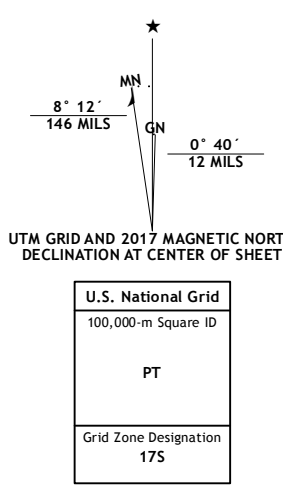 ★
MN
8° 12´
146 MILS
GN
0° 40´
12 MILS
UTM GRID AND 2017 MAGNETIC NORT
DECLINATION AT CENTER OF SHEET
U.S. National Grid
100,000-m Square ID
PT
Grid Zone Designation
17S